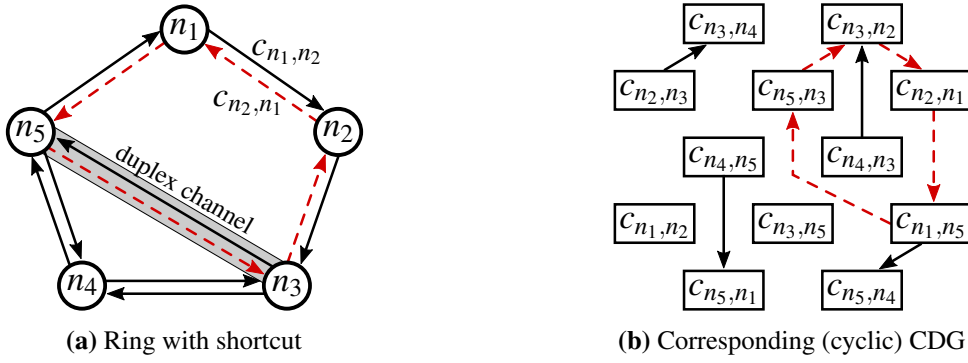 n1
c_{n1,n2}
c_{n2,n1}
n5
n2
duplex channel
n4
n3
(a) Ring with shortcut
c_{n3,n4}
c_{n3,n2}
c_{n2,n3}
c_{n5,n3}
c_{n2,n1}
c_{n4,n5}
c_{n4,n3}
c_{n1,n2}
c_{n3,n5}
c_{n1,n5}
c_{n5,n1}
c_{n5,n4}
(b) Corresponding (cyclic) CDG